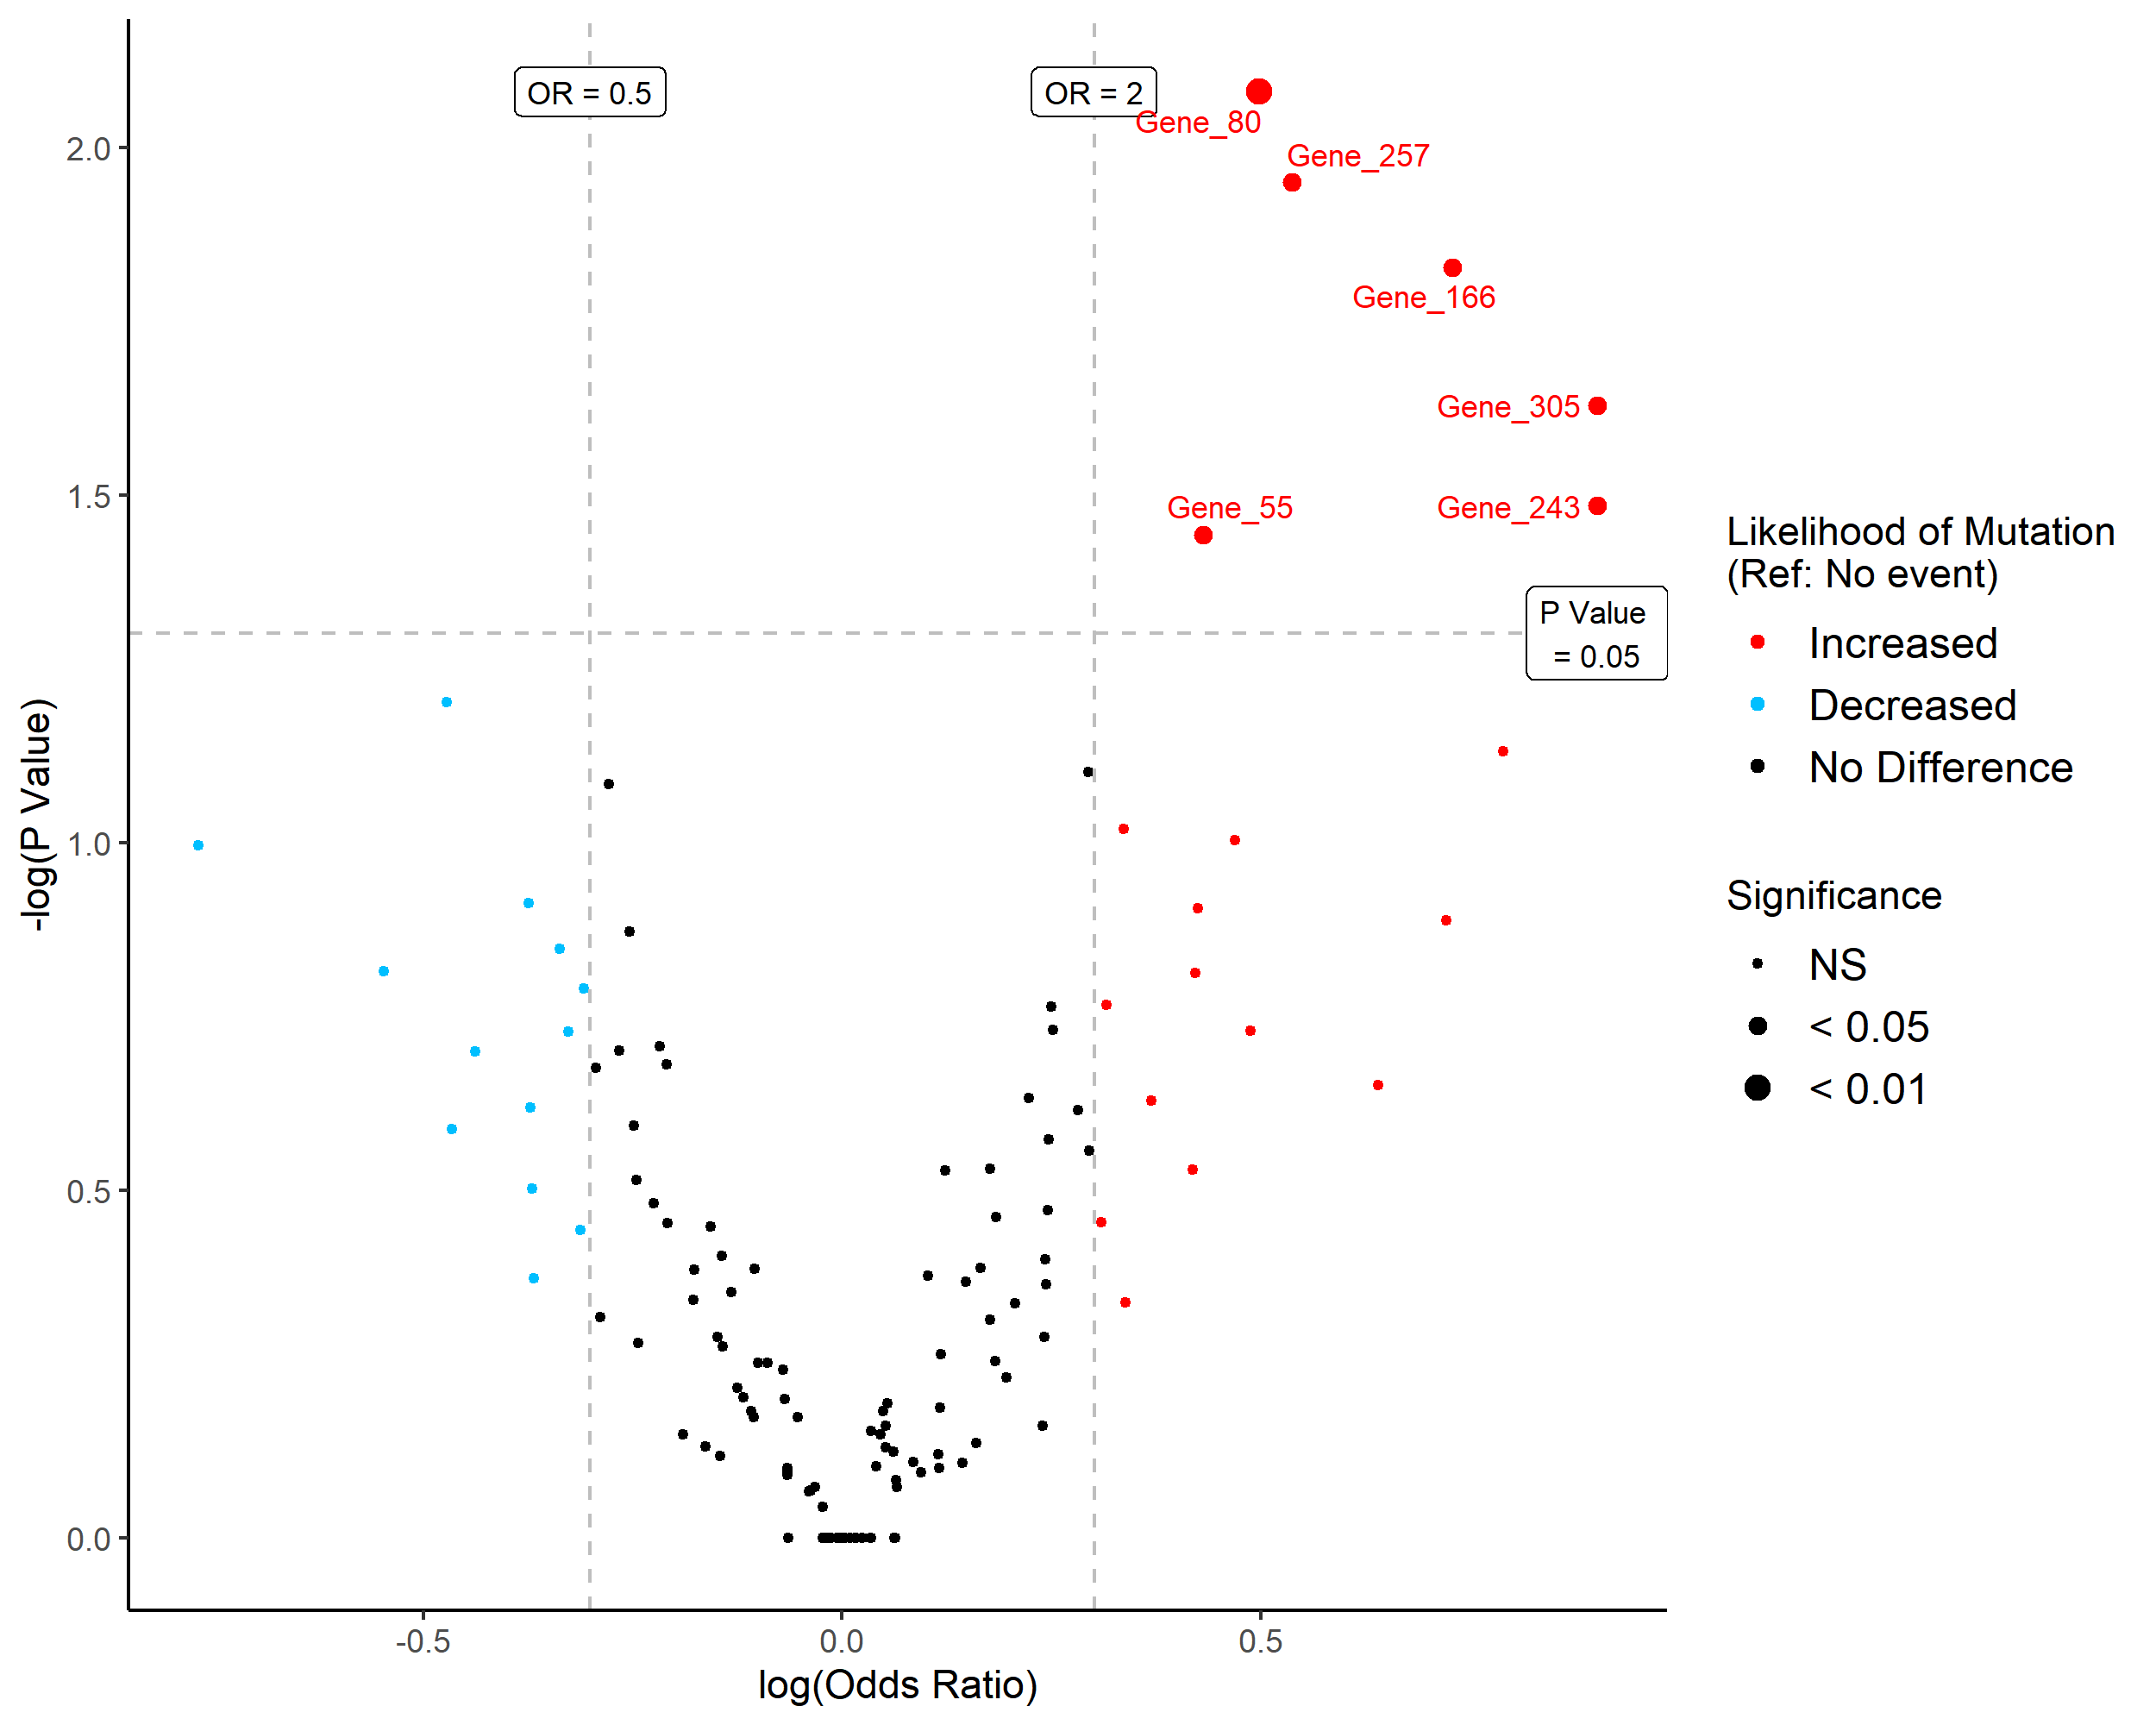 OR = 0.5
OR = 2
Gene_80
Gene_257
Gene_166
Gene_305
Gene_243
Gene_55
P Value
= 0.05
-log(P Value)
2.0
1.5
1.0
0.5
0.0
-0.5
0.0
0.5
log(Odds Ratio)
Likelihood of Mutation
(Ref: No event)
Increased
Decreased
No Difference
Significance
NS
< 0.05
< 0.01